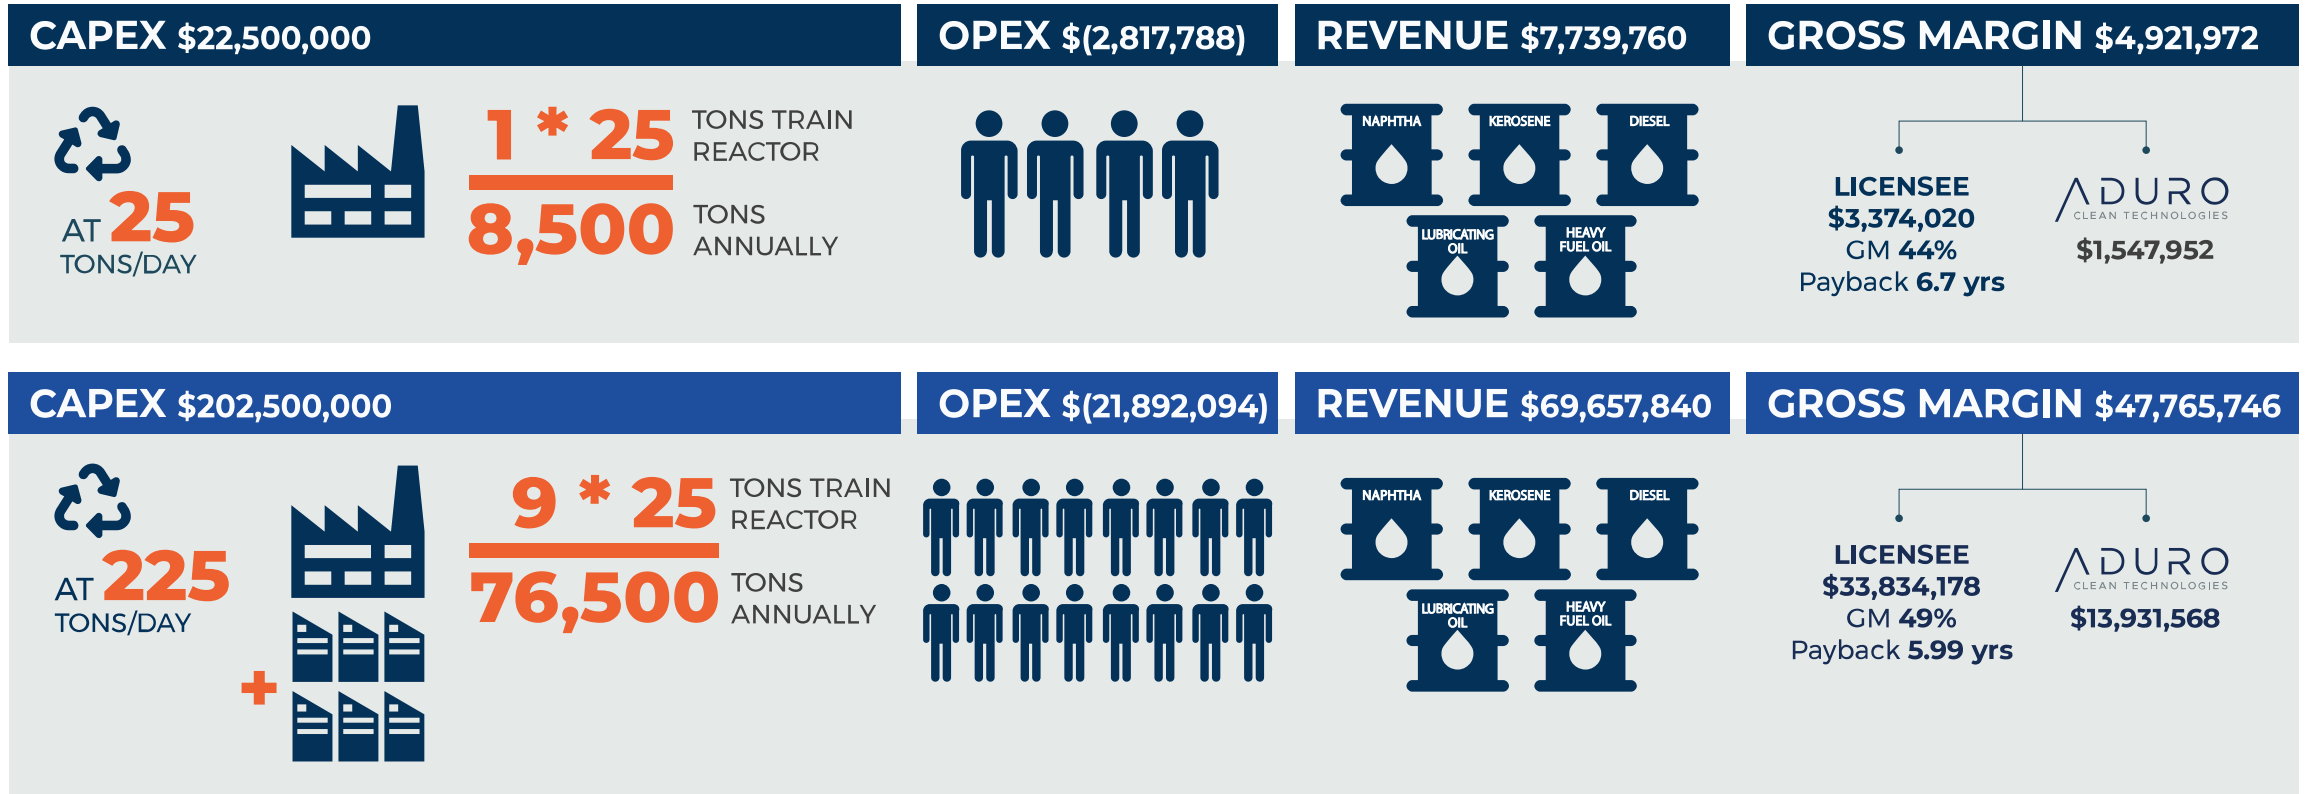 CAPEX $22,500,000
OPEX $(2,817,788)
REVENUE $7,739,760
GROSS MARGIN $4,921,972
AT 25
TONS/DAY
1 * 25
TONS TRAIN
REACTOR
8,500
TONS
ANNUALLY
NAPHTHA
KEROSENE
DIESEL
LUBRICATING
OIL
HEAVY
FUEL OIL
LICENSEE
$3,374,020
GM 44%
Payback 6.7 yrs
ADURO
CLEAN TECHNOLOGIES
$1,547,952
CAPEX $202,500,000
OPEX $(21,892,094)
REVENUE $69,657,840
GROSS MARGIN $47,765,746
AT 225
TONS/DAY
+
9 * 25
TONS TRAIN
REACTOR
76,500
TONS
ANNUALLY
NAPHTHA
KEROSENE
DIESEL
LUBRICATING
OIL
HEAVY
FUEL OIL
LICENSEE
$33,834,178
GM 49%
Payback 5.99 yrs
ADURO
CLEAN TECHNOLOGIES
$13,931,568